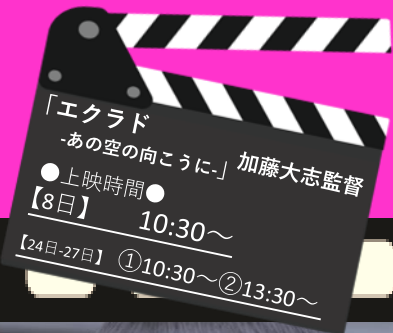 「エクラド
-あの空の向こうに-」加藤大志監督
●上映時間●
【8日】 10:30～
【24日-27日】 ①10:30～②13:30～